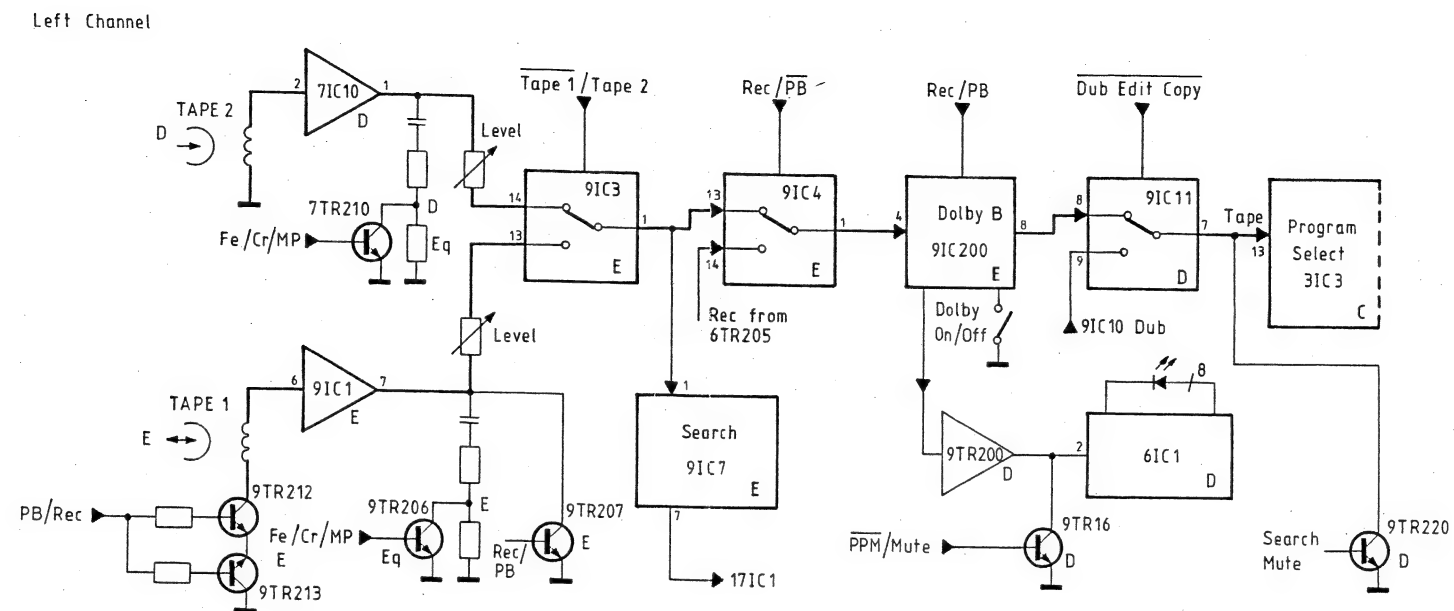 Left Channel
TAPE 2
D
2
7IC10
1
D
Level
7TR210
D
Fe/Cr/MP
Eq
Tape 1/Tape 2
9IC3
14
13
1
E
Rec/PB
9IC4
13
14
1
E
Rec from
6TR205
Rec/PB
4
Dolby B
9IC200
8
E
Dolby
On/Off
Dub Edit Copy
9IC11
8
9
7
D
9IC10 Dub
Tape
13
Program
Select
3IC3
C
TAPE 1
E
6
9IC1
7
E
Level
PB/Rec
9TR212
E
9TR213
9TR206
E
Fe/Cr/MP
Eq
9TR207
Rec/
PB
E
1
Search
9IC7
E
7
17IC1
9TR200
D
2
6IC1
D
8
PPM/Mute
9TR16
D
Search
Mute
9TR220
D